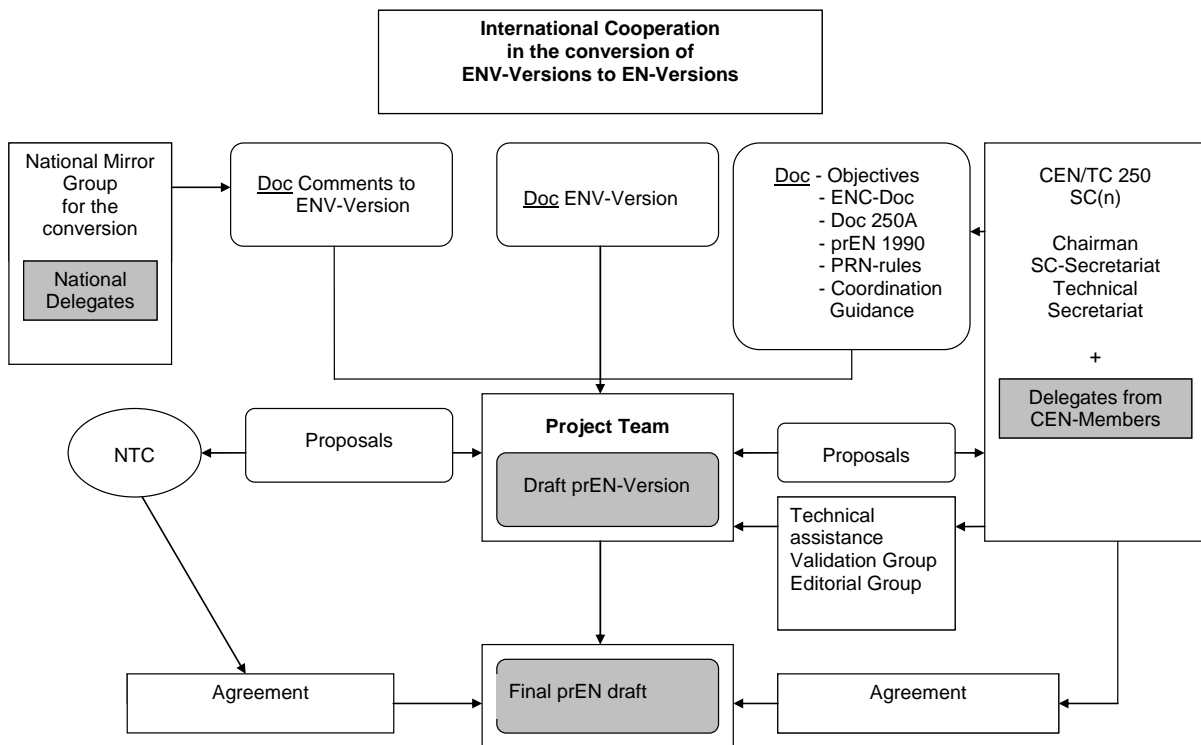 International Cooperation
in the conversion of
ENV-Versions to EN-Versions
National Mirror
Group
for the
conversion
National
Delegates
Doc Comments to
ENV-Version
Doc ENV-Version
Doc - Objectives
- ENC-Doc
- Doc 250A
- prEN 1990
- PRN-rules
- Coordination
Guidance
CEN/TC 250
SC(n)
Chairman
SC-Secretariat
Technical
Secretariat
+
Delegates from
CEN-Members
NTC
Proposals
Project Team
Draft prEN-Version
Proposals
Technical
assistance
Validation Group
Editorial Group
Agreement
Final prEN draft
Agreement